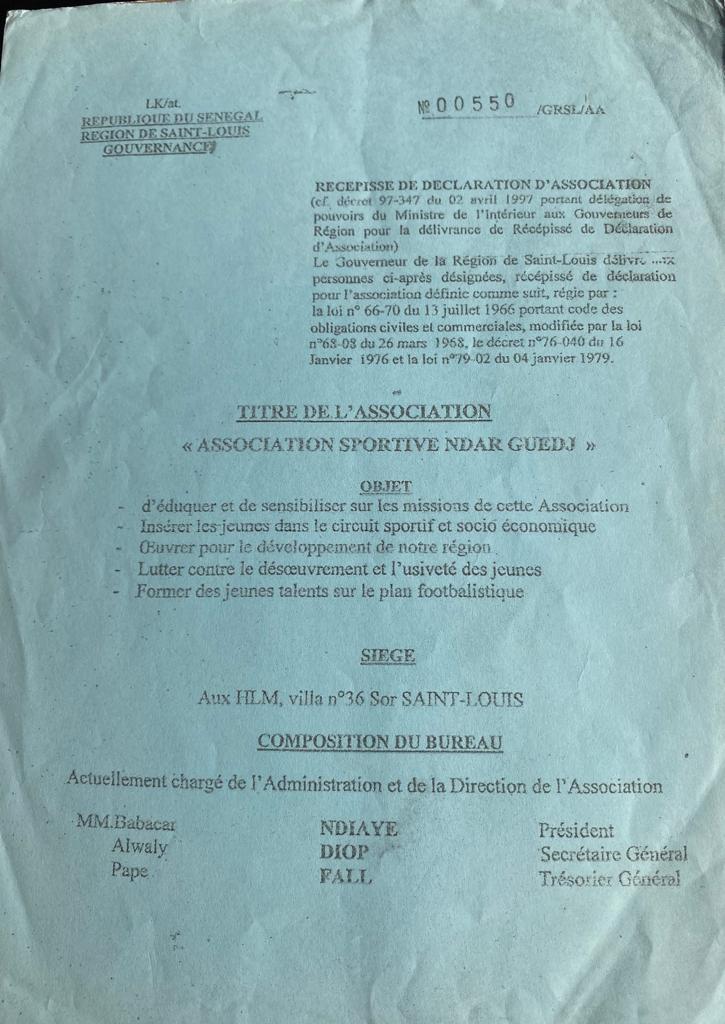 LK/at.
REPUBLIQUE DU SENEGAL
REGION DE SAINT-LOUIS
GOUVERNANCE
№ 00550 /GRSL/AA
RECEPISSE DE DECLARATION D'ASSOCIATION
(cf. décret 97-347 du 02 avril 1997 portant délégation de
pouvoirs du Ministre de l'Intérieur aux Gouverneurs de
Région pour la délivrance de Récépissé de Déclaration
d'Association)
Le Gouverneur de la Région de Saint-Louis délivre
personnes ci-après désignées, récépissé de déclaration
pour l'association définie comme suit, régie par :
la loi n° 66-70 du 13 juillet 1966 portant code des
obligations civiles et commerciales, modifiée par la loi
n°68-08 du 26 mars 1968, le décret n°76-040 du 16
Janvier 1976 et la loi n°79-02 du 04 janvier 1979.
TITRE DE L'ASSOCIATION
« ASSOCIATION SPORTIVE NDAR GUEDJ »
OBJET
- d'éduquer et de sensibiliser sur les missions de cette Association
- Insérer les jeunes dans le circuit sportif et socio économique
- Œuvrer pour le développement de notre région
- Lutter contre le désœuvrement et l'usiveté des jeunes
- Former des jeunes talents sur le plan footbalistique
SIEGE
Aux HLM, villa n°36 Sor SAINT-LOUIS
COMPOSITION DU BUREAU
Actuellement chargé de l'Administration et de la Direction de l'Association
MM.Babacar NDIAYE Président
Alwaly DIOP Secrétaire Général
Pape FALL Trésorier Général